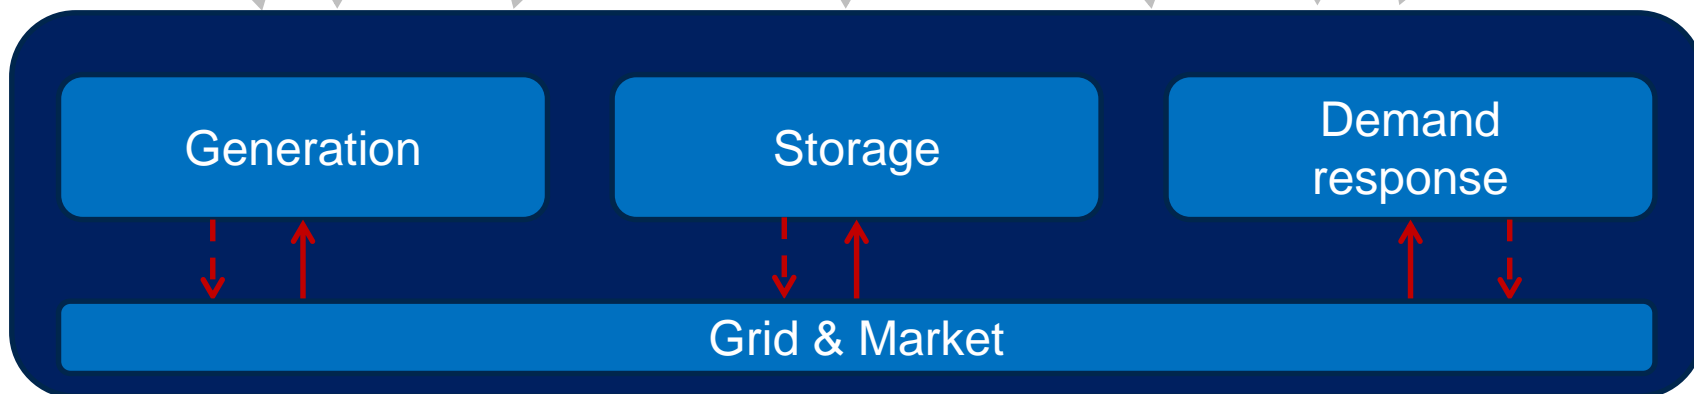 Generation
Storage
Demand
response
Grid & Market